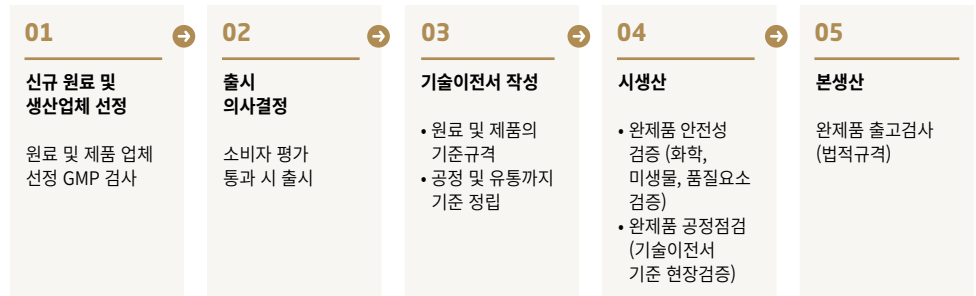 01
신규 원료 및
생산업체 선정
원료 및 제품 업체
선정 GMP 검사
02
출시
의사결정
소비자 평가
통과 시 출시
03
기술이전서 작성
• 원료 및 제품의
기준규격
• 공정 및 유통까지
기준 정립
04
시생산
• 완제품 안전성
검증 (화학,
미생물, 품질요소
검증)
• 완제품 공정점검
(기술이전서
기준 현장검증)
05
본생산
완제품 출고검사
(법적규격)